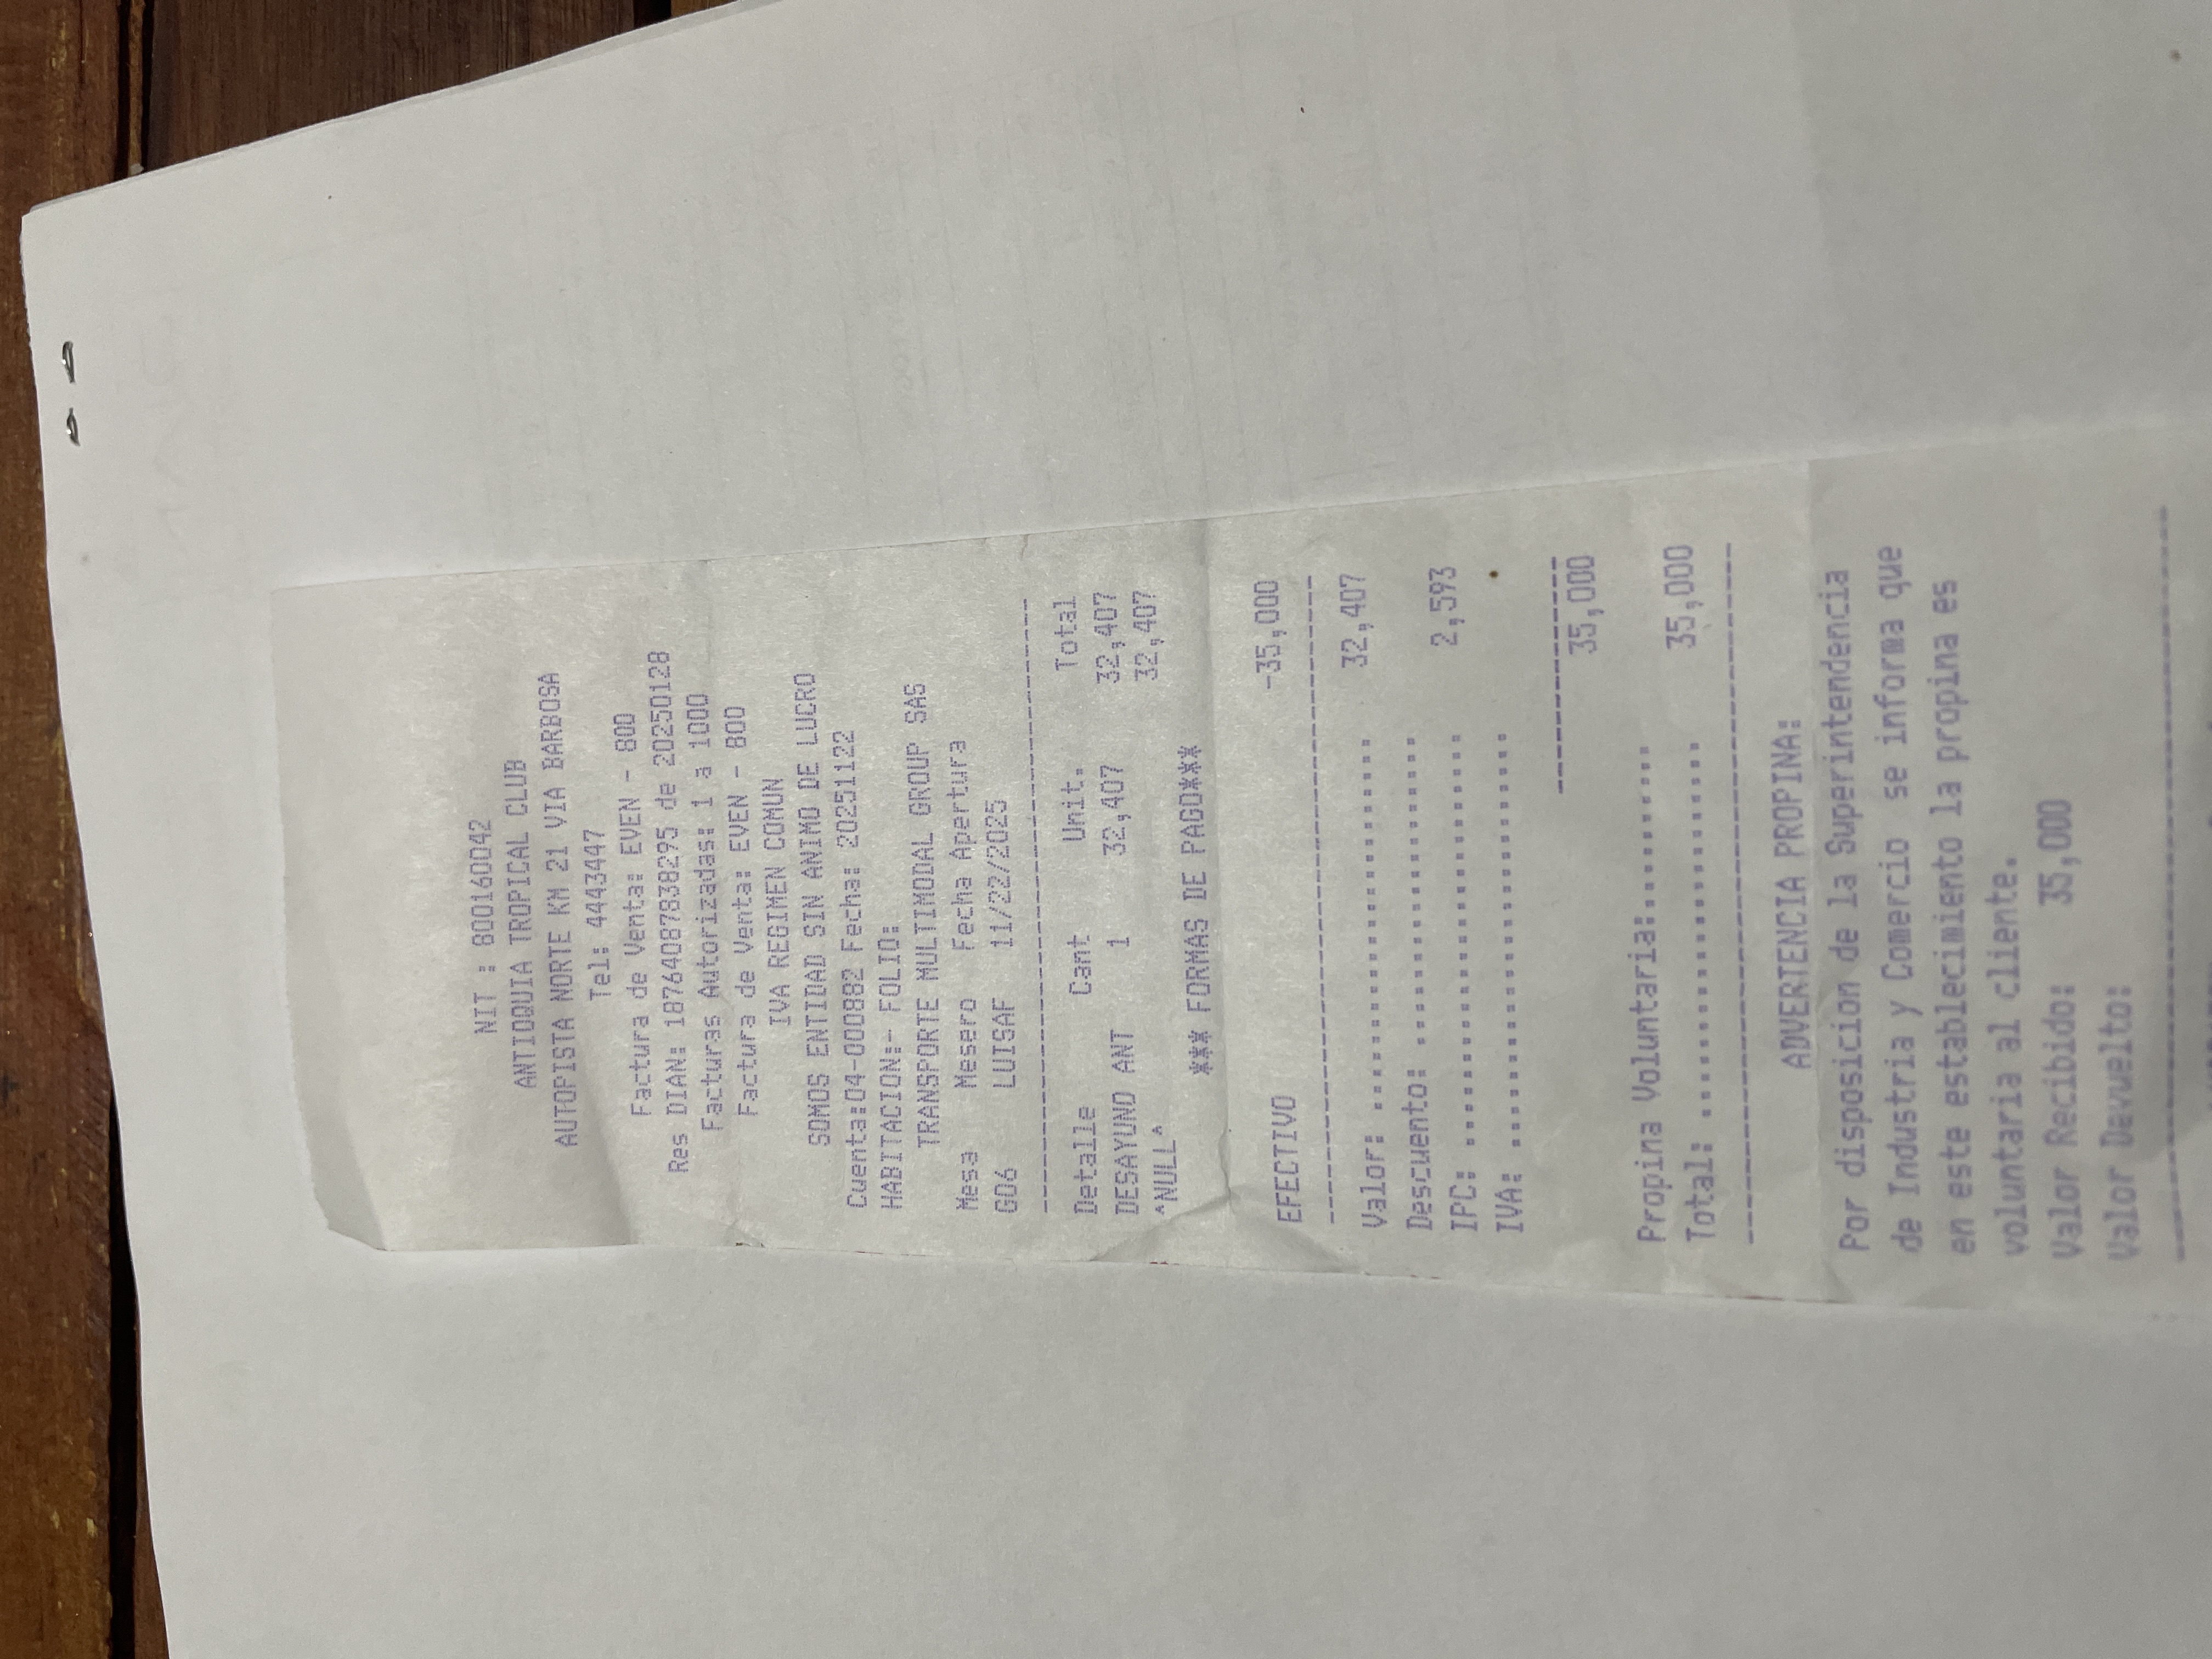 NIT : 800160042
ANTIOQUIA TROPICAL CLUB
AUTOPISTA NORTE KM 21 VIA BARBOSA
Tel: 4443447
Factura de Venta: EVEN - 800
Res DIAN: 18764087838295 de 20250128
Facturas Autorizadas: 1 a 1000
Factura de Venta: EVEN - 800
IVA REGIMEN COMUN
SOMOS ENTIDAD SIN ANIMO DE LUCRO
Cuenta:04-000882 Fecha: 20251122
HABITACION:- FOLIO:
TRANSPORTE MULTIMODAL GROUP SAS
Mesa Mesero Fecha Apertura
G06 LUISAF 11/22/2025
Detalle Cant Unit. Total
DESAYUNO ANT 1 32,407 32,407
^NULL^ 32,407
*** FORMAS DE PAGO***
EFECTIVO -35,000
Valor: 32,407
Descuento:
IPC: 2,593
IVA:
35,000
Propina Voluntaria:
Total: 35,000
ADVERTENCIA PROPINA:
Por disposicion de la Superintendencia
de Industria y Comercio se informa que
en este establecimiento la propina es
voluntaria al cliente.
Valor Recibido: 35,000
Valor Devuelto: